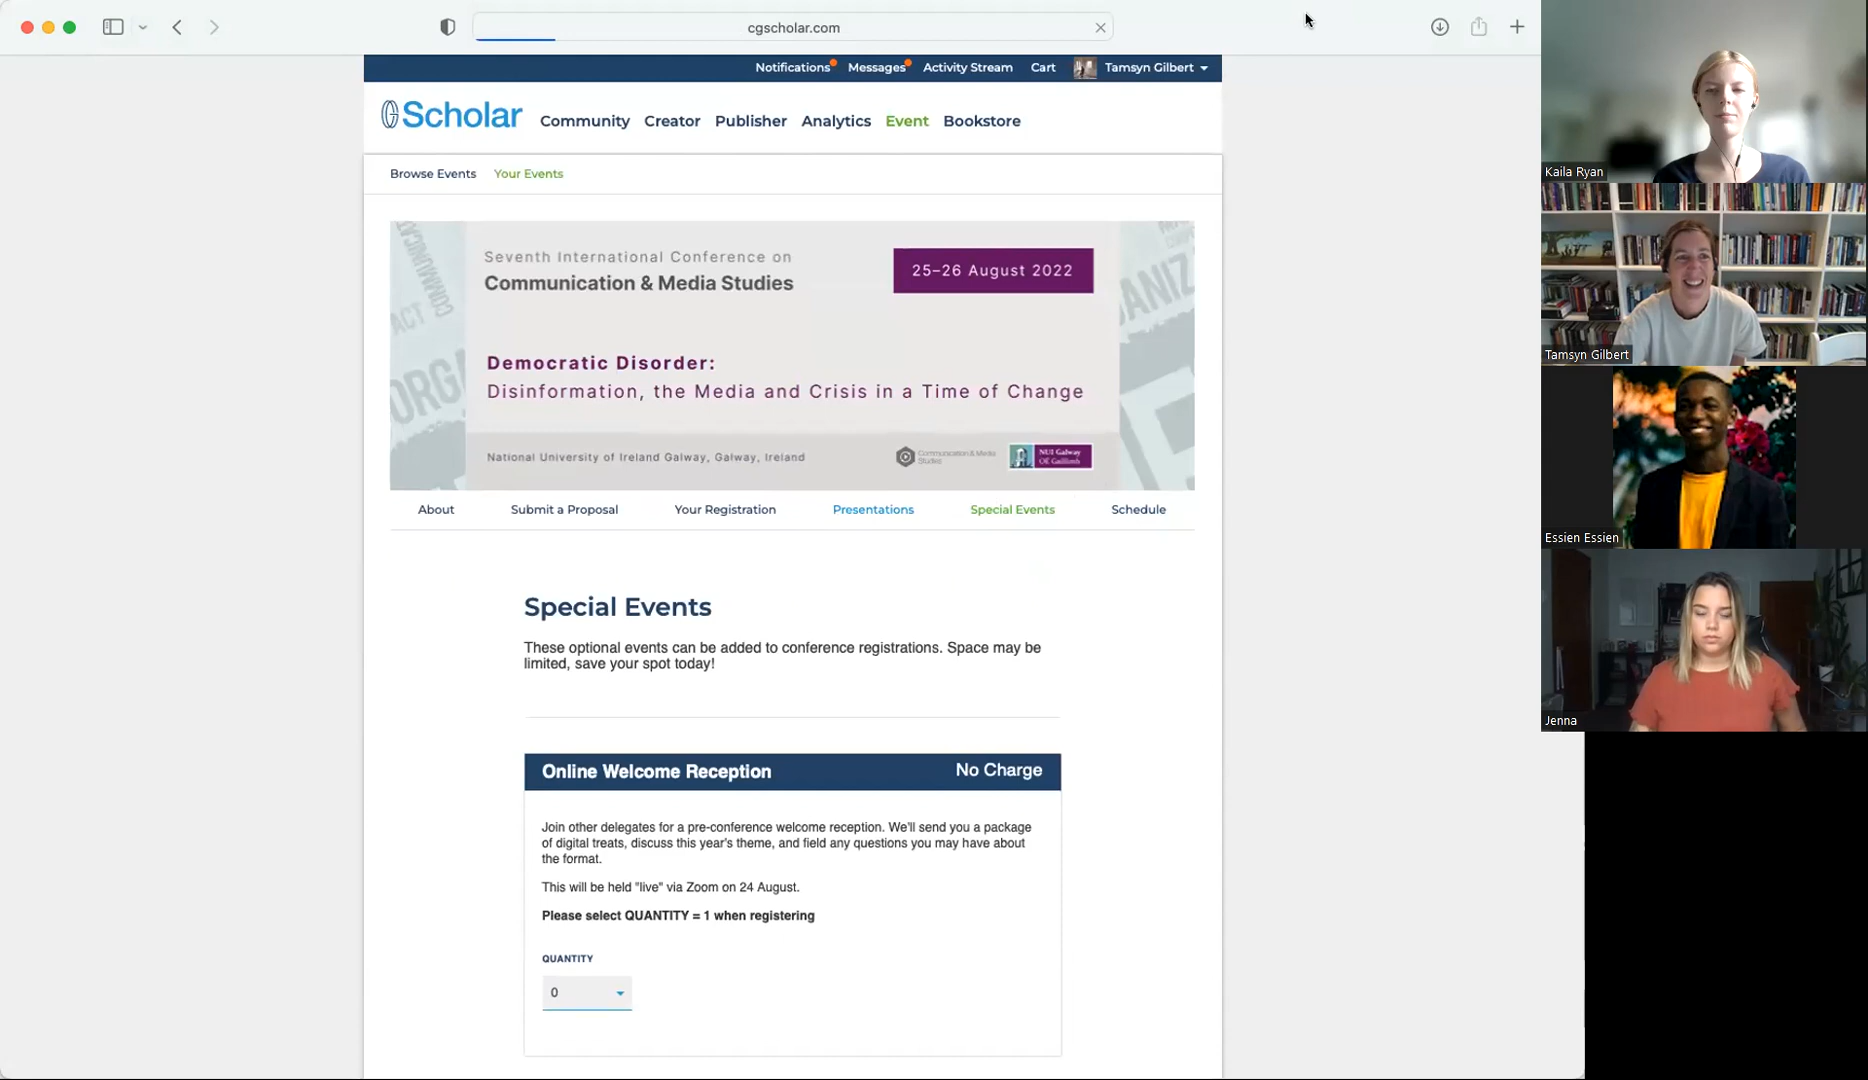 cgscholar.com
Notifications Messages Activity Stream Cart Tamsyn Gilbert
Scholar Community Creator Publisher Analytics Event Bookstore
Browse Events Your Events
Seventh International Conference on
Communication & Media Studies
25–26 August 2022
Democratic Disorder:
Disinformation, the Media and Crisis in a Time of Change
National University of Ireland Galway, Galway, Ireland
Communication & Media
Studies
NUI Galway
OÉ Gaillimh
About Submit a Proposal Your Registration Presentations Special Events Schedule
Special Events
These optional events can be added to conference registrations. Space may be
limited, save your spot today!
Online Welcome Reception No Charge
Join other delegates for a pre-conference welcome reception. We'll send you a package
of digital treats, discuss this year's theme, and field any questions you may have about
the format.
This will be held "live" via Zoom on 24 August.
Please select QUANTITY = 1 when registering
QUANTITY
0
Kaila Ryan
Tamsyn Gilbert
Essien Essien
Jenna